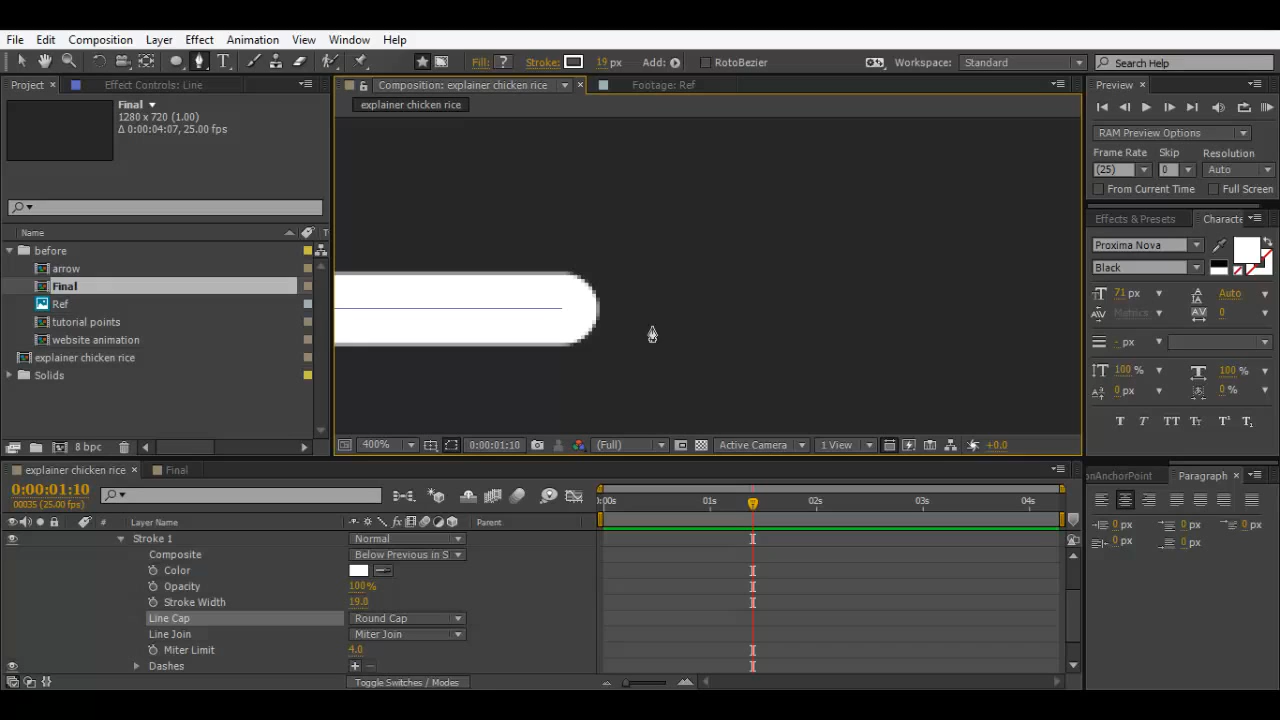 File Edit Composition Layer Effect Animation View Window Help
Fill: ? Stroke: 19 px Add: RotoBezier Workspace: Standard Search Help
Project Effect Controls: Line Composition: explainer chicken rice Footage: Ref Preview
Final
1280 x 720 (1.00)
Δ 0:00:04:07, 25.00 fps
explainer chicken rice
RAM Preview Options
Frame Rate Skip Resolution
(25) 0 Auto
From Current Time Full Screen
Name T
before
arrow
Final
Ref
tutorial points
website animation
explainer chicken rice
Solids
8 bpc
Effects & Presets Characte
Proxima Nova
Black
71 px Auto
Metrics 0
- px
100 % 100 %
0 px 0 %
T T TT Tт T¹ T₁
400% 0:00:01:10 (Full) Active Camera 1 View +0.0
explainer chicken rice Final
0:00:01:10
00035 (25.00 fps)
:00s 01s 02s 03s 04s
# Layer Name fx Parent
Stroke 1 Normal
Composite Below Previous in S
Color
Opacity 100%
Stroke Width 19.0
Line Cap Round Cap
Line Join Miter Join
Miter Limit 4.0
Dashes + -
Toggle Switches / Modes
onAnchorPoint Paragraph
0 px 0 px 0 px
0 px 0 px